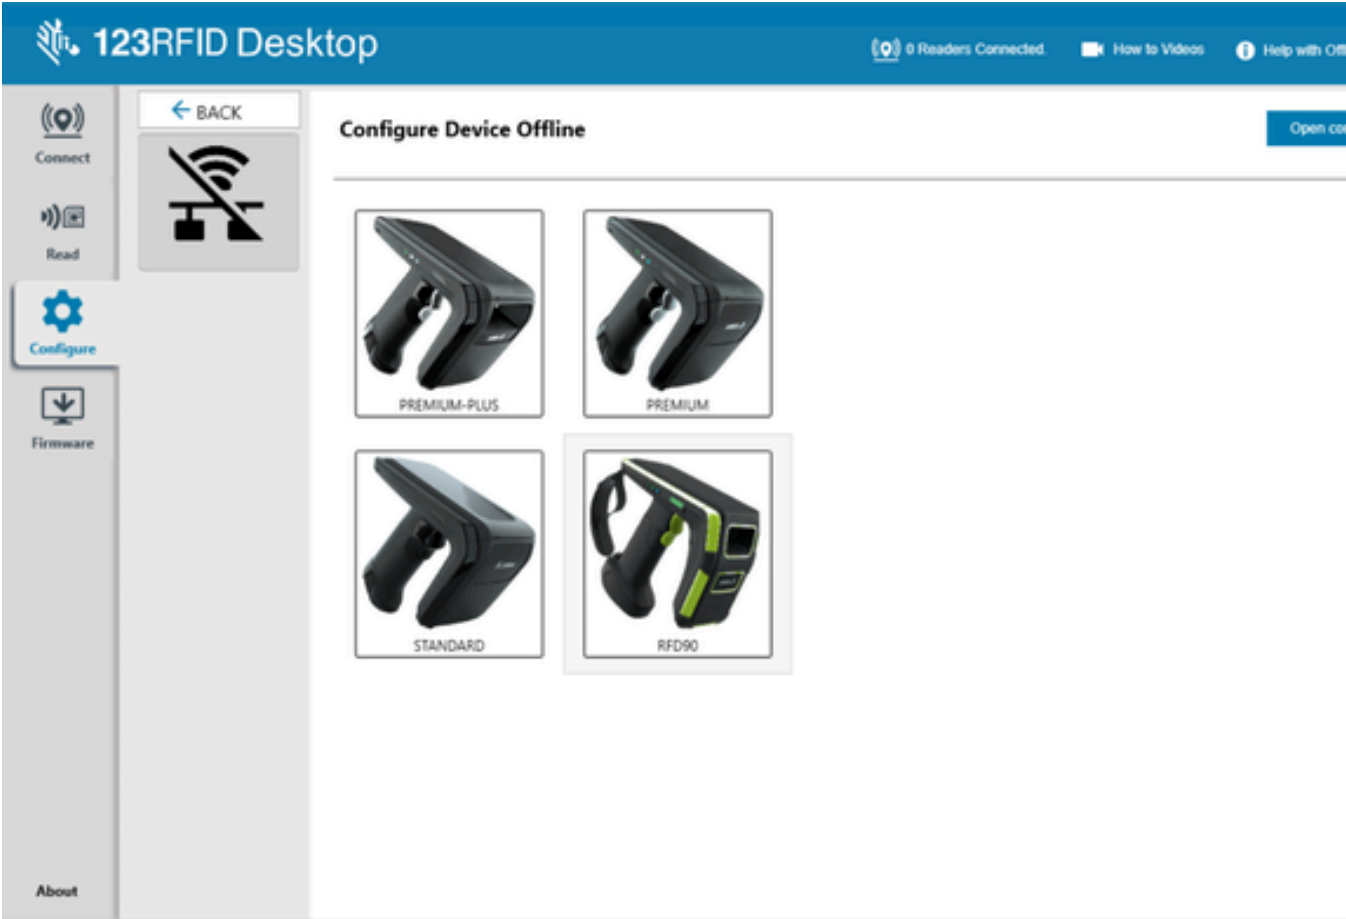 123RFID Desktop
0 Readers Connected.
How to Videos
Help with
BACK
Connect
Configure Device Offline
Open
Read
Configure
PREMIUM-PLUS
PREMIUM
Firmware
STANDARD
RFD90
About